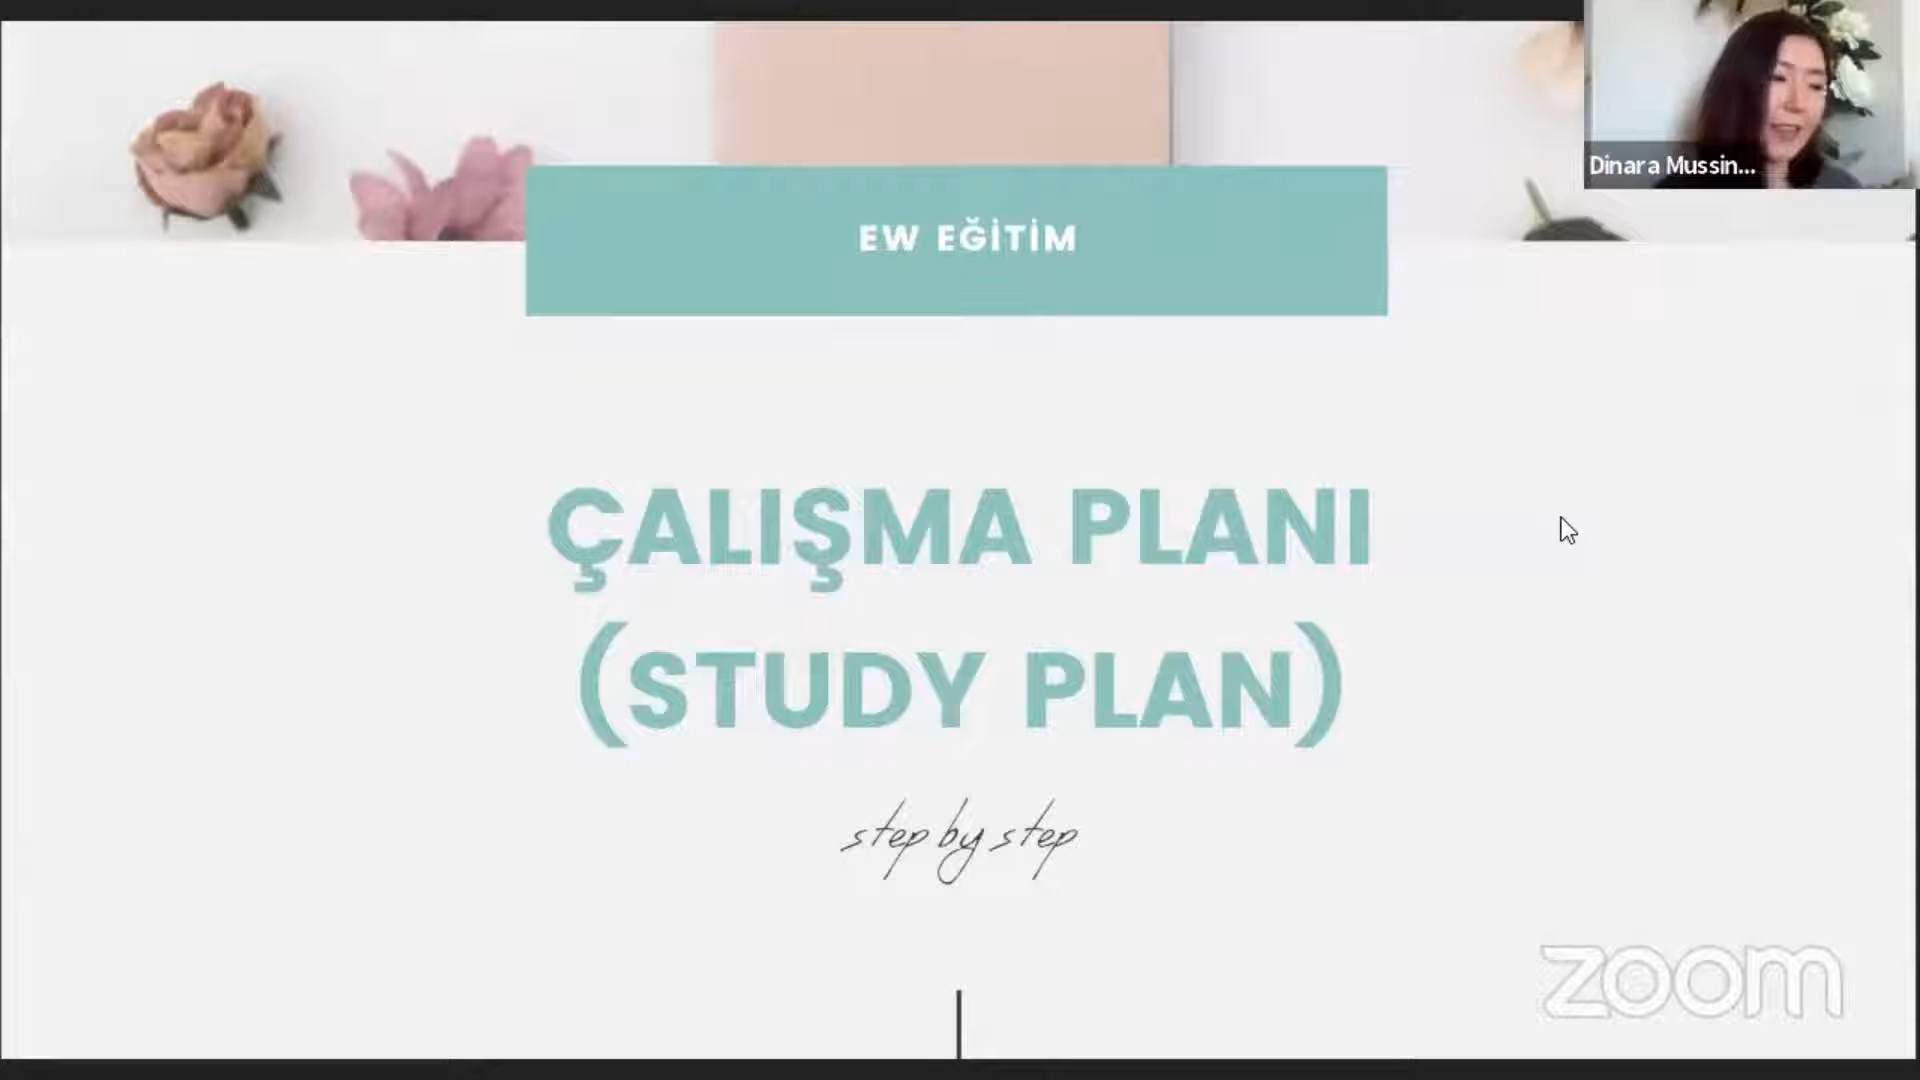 Dinara Mussin...
EW EĞİTİM
ÇALIŞMA PLANI
(STUDY PLAN)
step by step
zoom